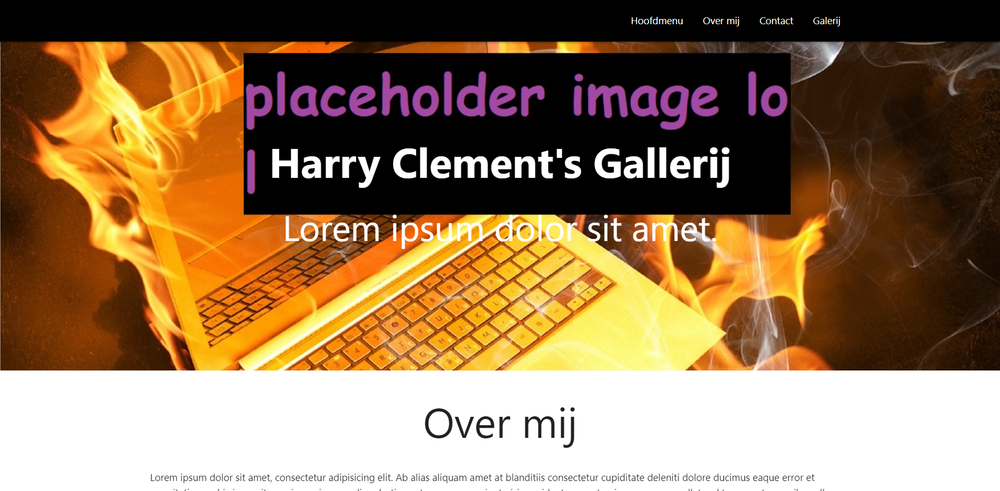 Hoofdmenu Over mij Contact Galerij
placeholder image lo
l
Harry Clement's Gallerij
Lorem ipsum dolor sit amet.
Over mij
Lorem ipsum dolor sit amet, consectetur adipisicing elit. Ab alias aliquam amet at blanditiis consectetur cupiditate deleniti dolore ducimus eaque error et